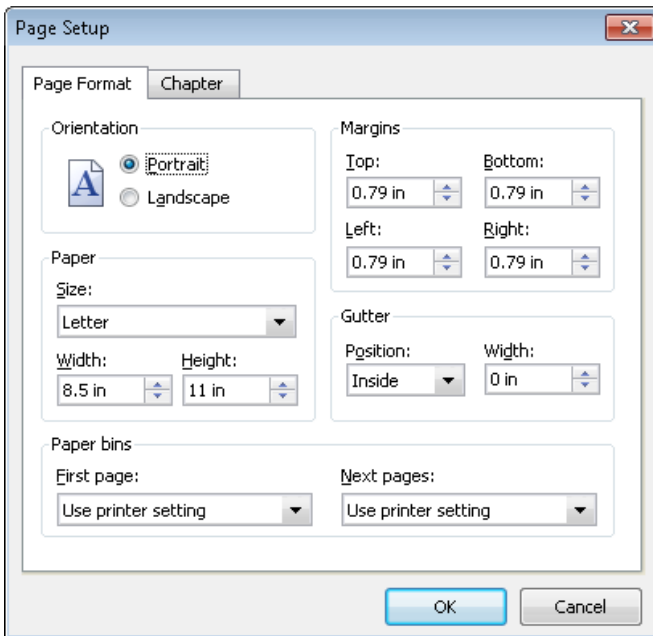 Page Setup
Page Format
Chapter
Orientation
A
Portrait
Landscape
Margins
Top:
Bottom:
0.79 in
0.79 in
Left:
Right:
0.79 in
0.79 in
Paper
Size:
Letter
Width:
Height:
8.5 in
11 in
Gutter
Position:
Width:
Inside
0 in
Paper bins
First page:
Next pages:
Use printer setting
Use printer setting
OK
Cancel